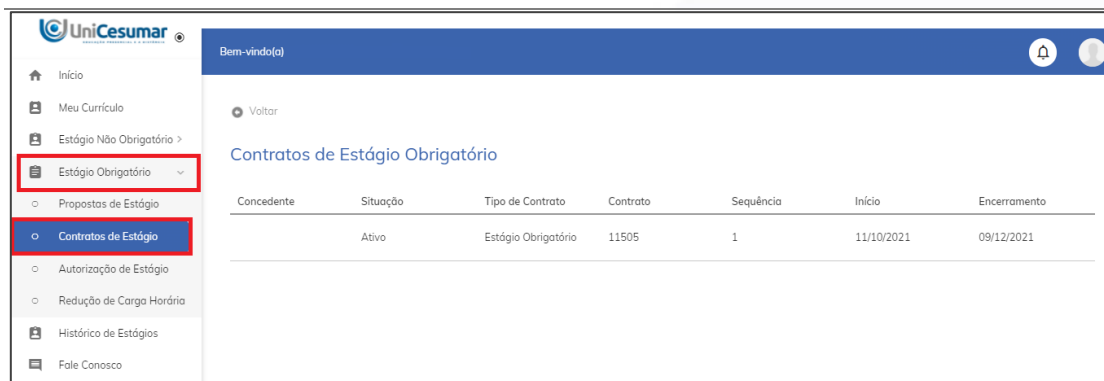 UniCesumar
Bem-vindo(a)
Início
Meu Currículo
Estágio Não Obrigatório >
Estágio Obrigatório
Propostas de Estágio
Contratos de Estágio
Autorização de Estágio
Redução de Carga Horária
Histórico de Estágios
Fale Conosco
Voltar
Contratos de Estágio Obrigatório
Concedente Situação Tipo de Contrato Contrato Sequência Início Encerramento
Ativo Estágio Obrigatório 11505 1 11/10/2021 09/12/2021